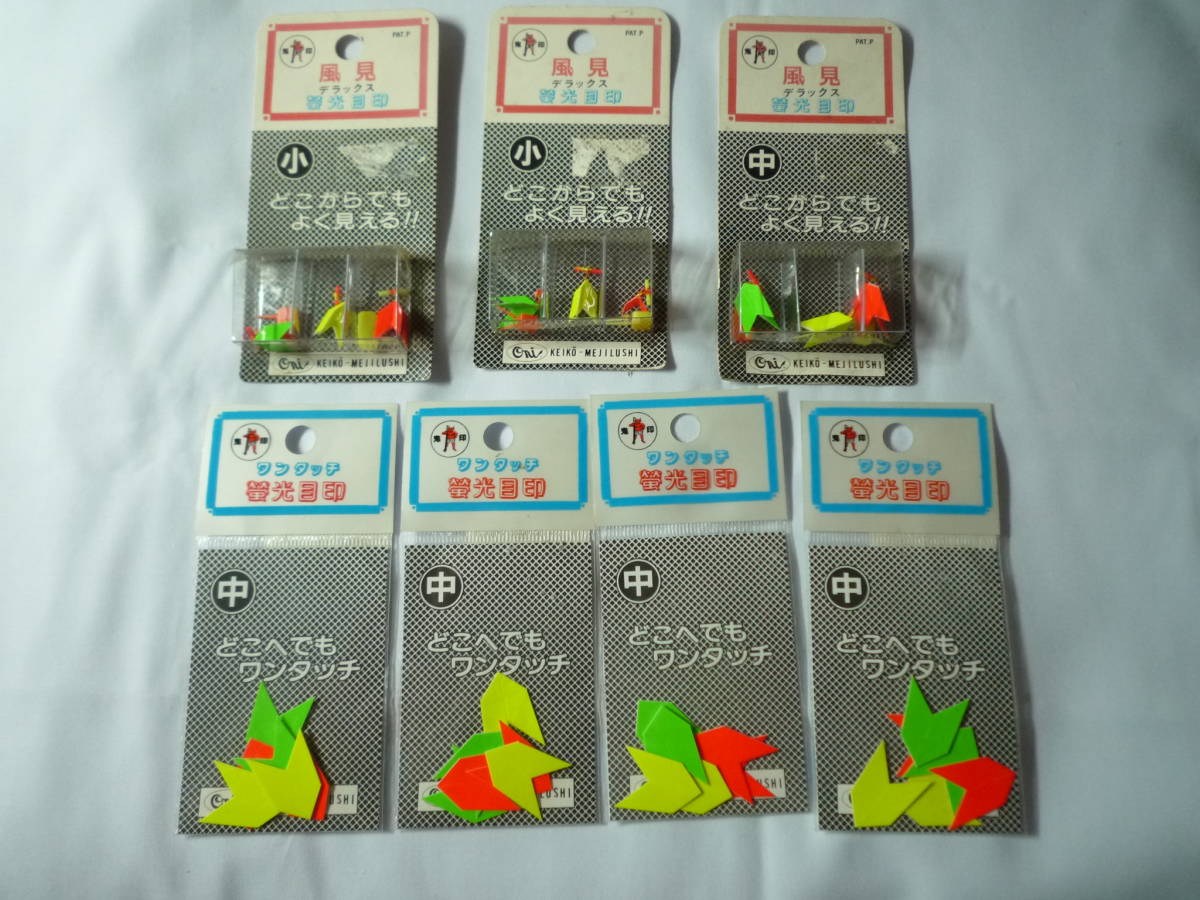 鬼 印
PAT.P
風見
デラックス
螢光目印
小
どこからでも
よく見える!!
Oni KEIKŌ-MEJILUSHI
鬼 印
PAT.P
風見
デラックス
螢光目印
小
どこからでも
よく見える!!
Oni KEIKŌ-MEJILUSHI
鬼 印
PAT.P
風見
デラックス
螢光目印
中
どこからでも
よく見える!!
Oni KEIKŌ-MEJILUSHI
鬼 印
ワンタッチ
螢光目印
中
どこへでも
ワンタッチ
鬼 印
ワンタッチ
螢光目印
中
どこへでも
ワンタッチ
鬼 印
ワンタッチ
螢光目印
中
どこへでも
ワンタッチ
鬼 印
ワンタッチ
螢光目印
中
どこへでも
ワンタッチ